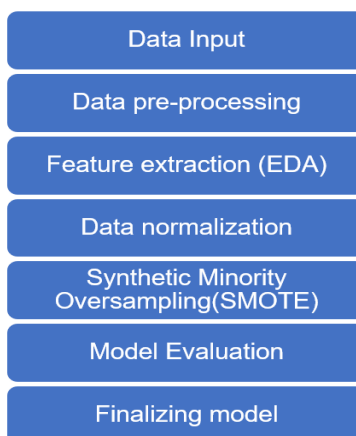 Data Input
Data pre-processing
Feature extraction (EDA)
Data normalization
Synthetic Minority
Oversampling(SMOTE)
Model Evaluation
Finalizing model